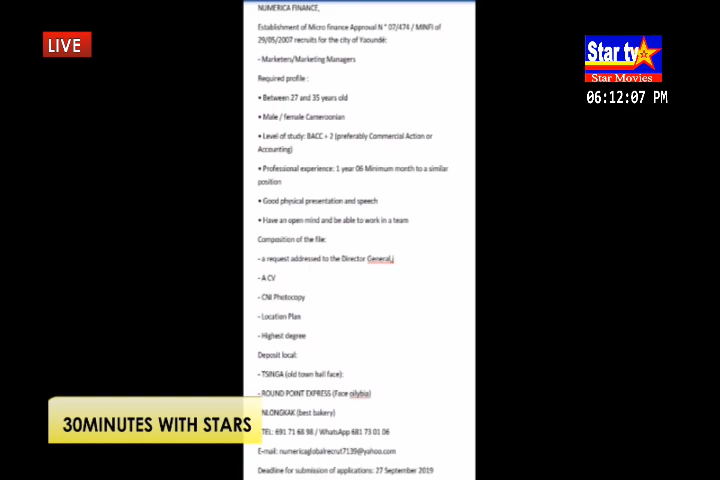 NUMERICA FINANCE,
Establishment of Micro finance Approval N ° 07/474 / MINFI of
29/05/2007 recruits for the city of Yaoundé:
- Marketers/Marketing Managers
Required profile :
• Between 27 and 35 years old
• Male / female Cameroonian
• Level of study: BACC + 2 (preferably Commercial Action or
Accounting)
• Professional experience: 1 year 06 Minimum month to a similar
position
• Good physical presentation and speech
• Have an open mind and be able to work in a team
Composition of the file:
- a request addressed to the Director General,j
- A CV
- CNI Photocopy
- Location Plan
- Highest degree
Deposit local:
- TSINGA (old town hall face):
- ROUND POINT EXPRESS (Face oilybia)
NLONGKAK (best bakery)
TEL: 691 71 68 98 / WhatsApp 681 73 01 06
E-mail: numericaglobalrecrut7139@yahoo.com
Deadline for submission of applications: 27 September 2019
LIVE
Star tv
Star Movies
06:12:07 PM
30MINUTES WITH STARS